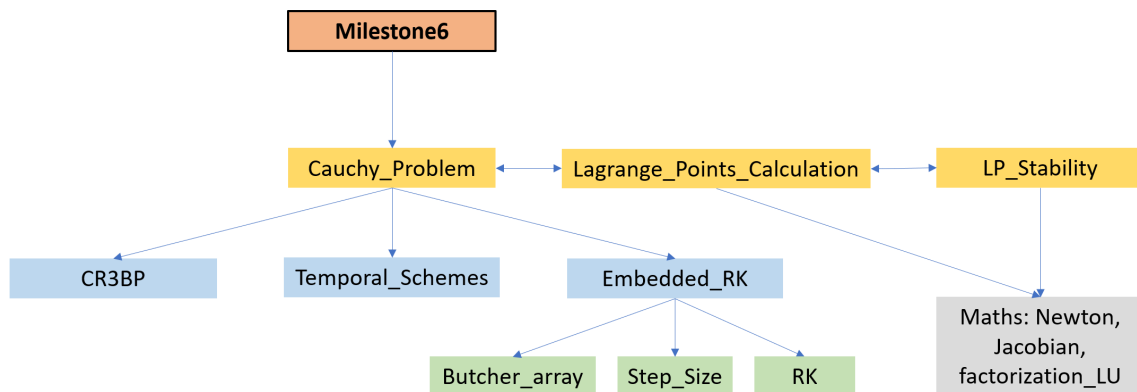 Milestone6
Cauchy_Problem
Lagrange_Points_Calculation
LP_Stability
CR3BP
Temporal_Schemes
Embedded_RK
Maths: Newton,
Jacobian,
factorization_LU
Butcher_array
Step_Size
RK